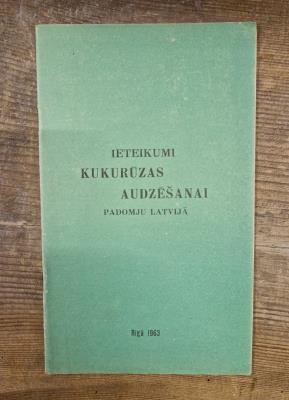 IETEIKUMI
KUKURŪZAS
AUDZĒŠANAI
PADOMJU LATVIJĀ
Rīgā 1963